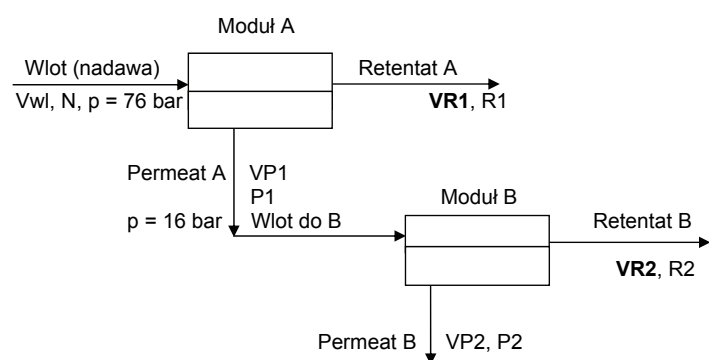 Moduł A
Wlot (nadawa)
Retentat A
Vwl, N, p = 76 bar
VR1, R1
Permeat A
VP1
P1
p = 16 bar
Wlot do B
Moduł B
Retentat B
VR2, R2
Permeat B
VP2, P2